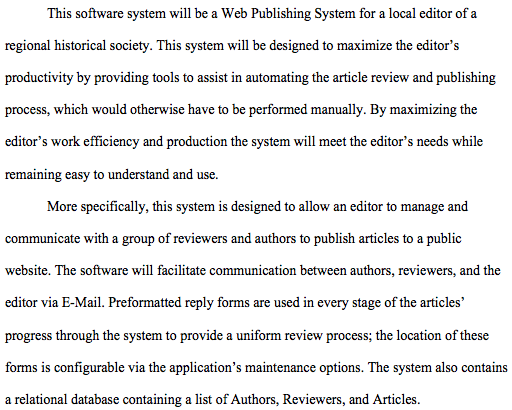 This software system will be a Web Publishing System for a local editor of a
regional historical society. This system will be designed to maximize the editor’s
productivity by providing tools to assist in automating the article review and publishing
process, which would otherwise have to be performed manually. By maximizing the
editor’s work efficiency and production the system will meet the editor’s needs while
remaining easy to understand and use.
More specifically, this system is designed to allow an editor to manage and
communicate with a group of reviewers and authors to publish articles to a public
website. The software will facilitate communication between authors, reviewers, and the
editor via E-Mail. Preformatted reply forms are used in every stage of the articles’
progress through the system to provide a uniform review process; the location of these
forms is configurable via the application’s maintenance options. The system also contains
a relational database containing a list of Authors, Reviewers, and Articles.